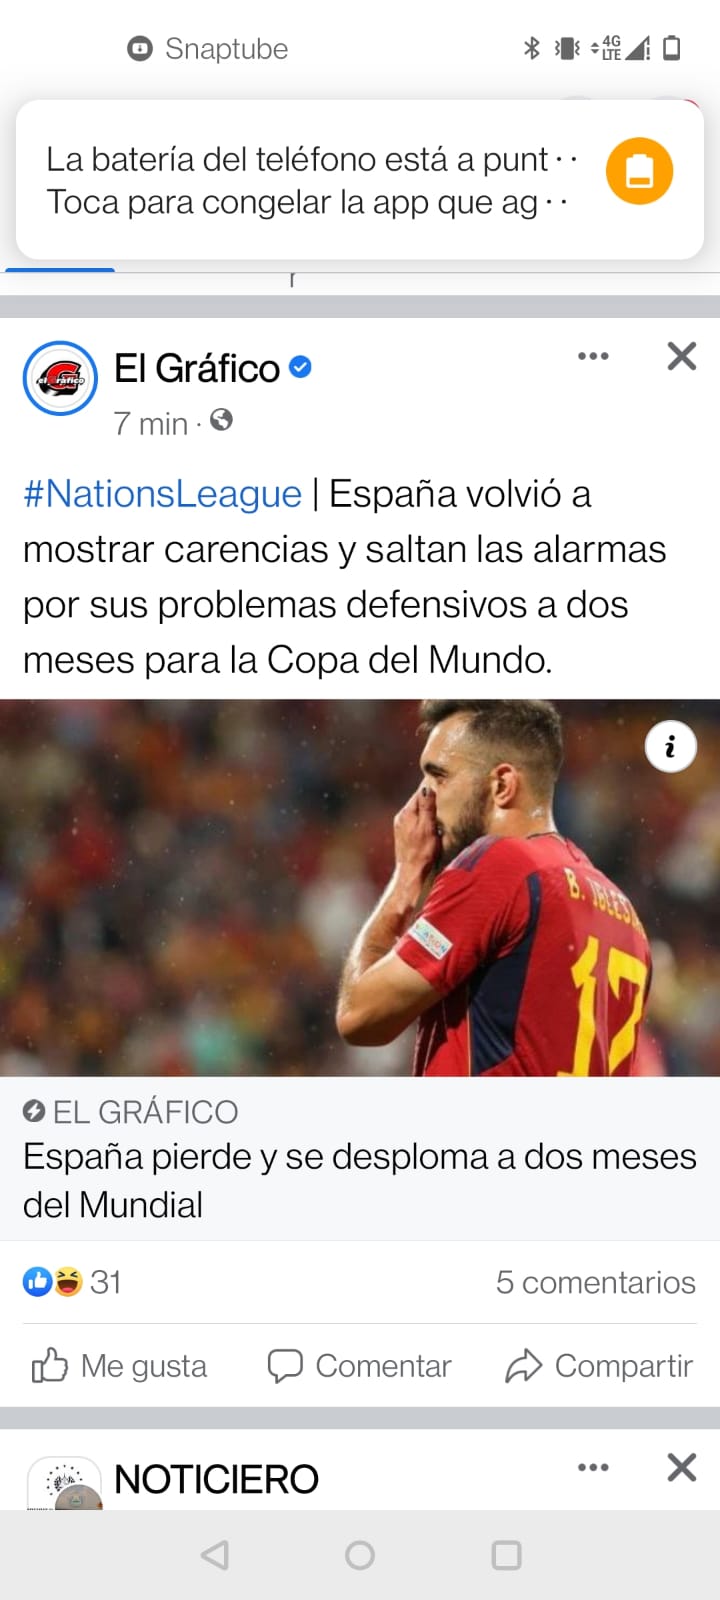 Snaptube
4G
LTE
La batería del teléfono está a punt··
Toca para congelar la app que ag··
El Gráfico
7 min ·
#NationsLeague | España volvió a
mostrar carencias y saltan las alarmas
por sus problemas defensivos a dos
meses para la Copa del Mundo.
B. IGLESIA
17
EL GRÁFICO
España pierde y se desploma a dos meses
del Mundial
31
5 comentarios
Me gusta
Comentar
Compartir
NOTICIERO